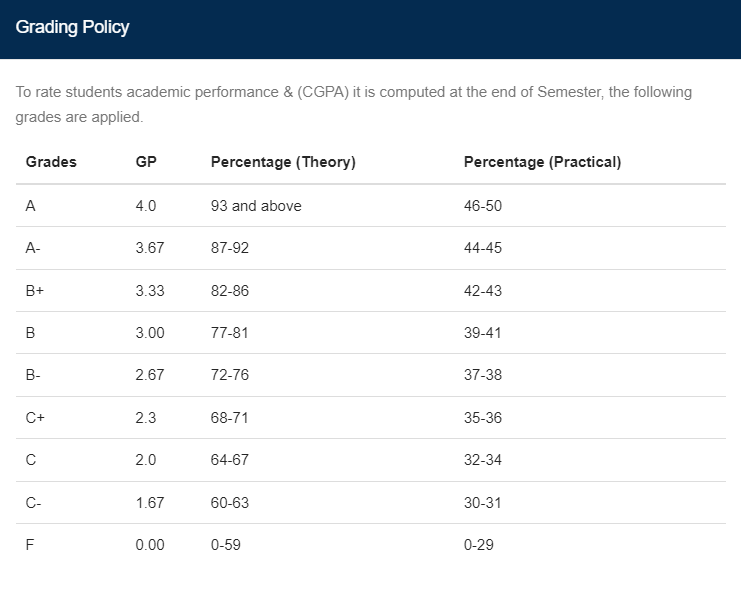 Grading Policy
To rate students academic performance & (CGPA) it is computed at the end of Semester, the following
grades are applied.
Grades GP Percentage (Theory) Percentage (Practical)
A 4.0 93 and above 46-50
A- 3.67 87-92 44-45
B+ 3.33 82-86 42-43
B 3.00 77-81 39-41
B- 2.67 72-76 37-38
C+ 2.3 68-71 35-36
C 2.0 64-67 32-34
C- 1.67 60-63 30-31
F 0.00 0-59 0-29